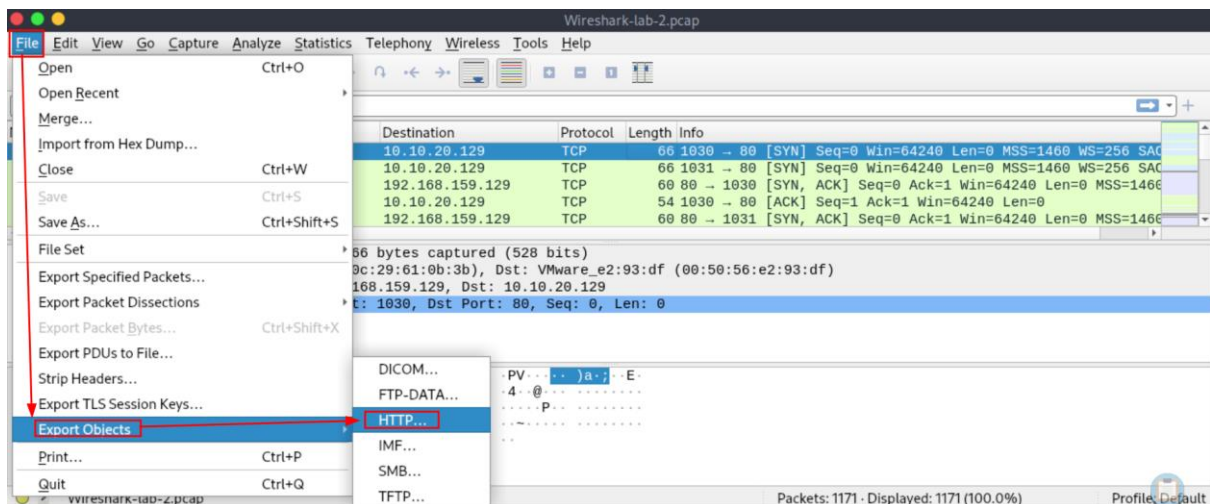 Wireshark-lab-2.pcap
File Edit View Go Capture Analyze Statistics Telephony Wireless Tools Help
Open Ctrl+O
Open Recent
Merge...
Import from Hex Dump...
Close Ctrl+W
Save Ctrl+S
Save As... Ctrl+Shift+S
File Set
Export Specified Packets...
Export Packet Dissections
Export Packet Bytes... Ctrl+Shift+X
Export PDUs to File...
Strip Headers...
Export TLS Session Keys...
Export Objects
Print... Ctrl+P
Quit Ctrl+Q
Destination Protocol Length Info
10.10.20.129 TCP 66 1030 → 80 [SYN] Seq=0 Win=64240 Len=0 MSS=1460 WS=256 SAC
10.10.20.129 TCP 66 1031 → 80 [SYN] Seq=0 Win=64240 Len=0 MSS=1460 WS=256 SAC
192.168.159.129 TCP 60 80 → 1030 [SYN, ACK] Seq=0 Ack=1 Win=64240 Len=0 MSS=1460
10.10.20.129 TCP 54 1030 → 80 [ACK] Seq=1 Ack=1 Win=64240 Len=0
192.168.159.129 TCP 60 80 → 1031 [SYN, ACK] Seq=0 Ack=1 Win=64240 Len=0 MSS=1460
66 bytes captured (528 bits)
0c:29:61:0b:3b), Dst: VMware_e2:93:df (00:50:56:e2:93:df)
168.159.129, Dst: 10.10.20.129
t: 1030, Dst Port: 80, Seq: 0, Len: 0
DICOM...
FTP-DATA...
HTTP...
IMF...
SMB...
TFTP...
·PV···· ·· )a·;··E·
·4··@··· ········
·····P·· ········
··~····· ········
··
Wireshark-lab-2.pcap Packets: 1171 · Displayed: 1171 (100.0%) Profile: Default